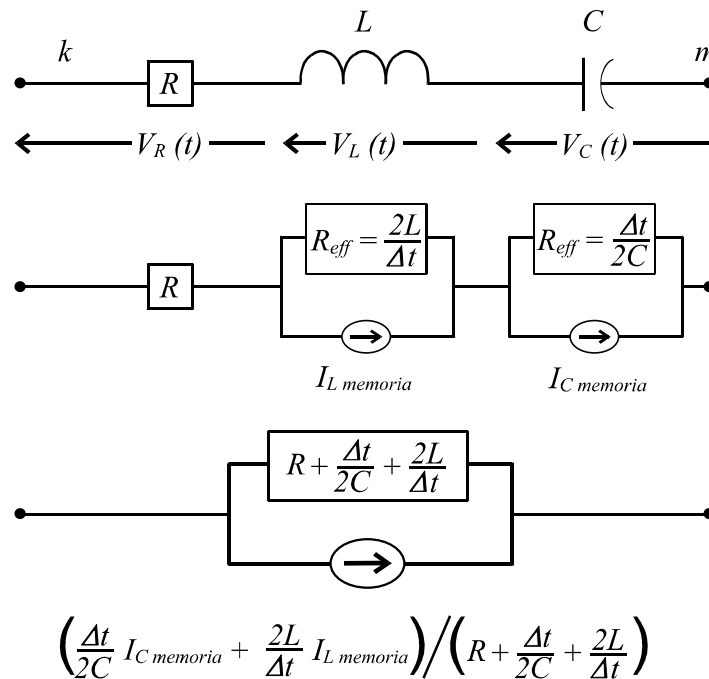 L C
k m
R
V_R (t) V_L (t) V_C (t)
R_eff = 2L/Δt R_eff = Δt/2C
R
I_L memoria I_C memoria
R + Δt/2C + 2L/Δt
(Δt/2C I_C memoria + 2L/Δt I_L memoria)/(R + Δt/2C + 2L/Δt)